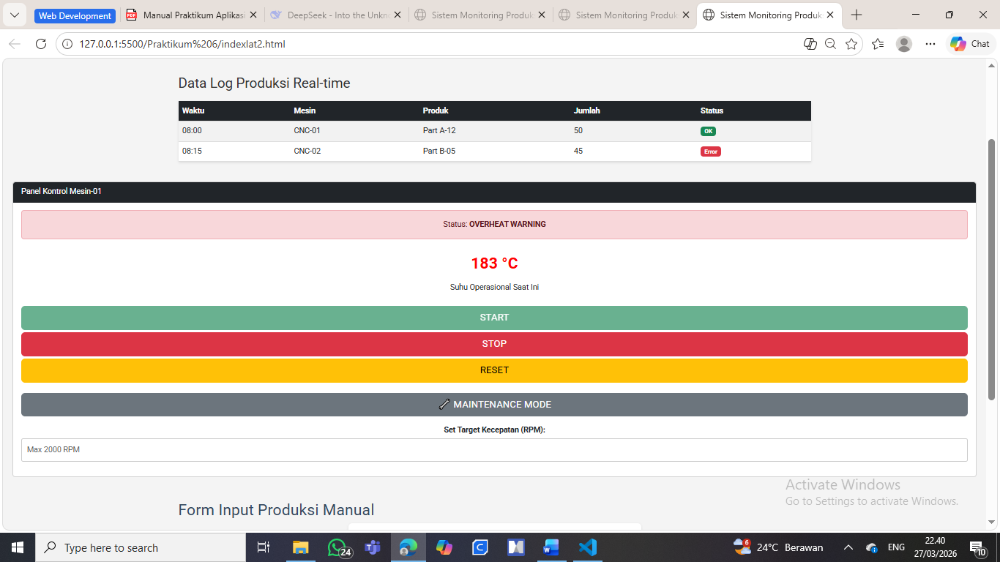 Web Development
Manual Praktikum Aplikasi
DeepSeek - Into the Unkn
Sistem Monitoring Produk
Sistem Monitoring Produk
Sistem Monitoring Produk
127.0.0.1:5500/Praktikum%206/indexlat2.html
Chat
Data Log Produksi Real-time
Waktu Mesin Produk Jumlah Status
08:00 CNC-01 Part A-12 50 OK
08:15 CNC-02 Part B-05 45 Error
Panel Kontrol Mesin-01
Status: OVERHEAT WARNING
183 °C
Suhu Operasional Saat Ini
START
STOP
RESET
MAINTENANCE MODE
Set Target Kecepatan (RPM):
Max 2000 RPM
Activate Windows
Go to Settings to activate Windows.
Form Input Produksi Manual
Type here to search
24
6
24°C Berawan
ENG
22.40
27/03/2026
10